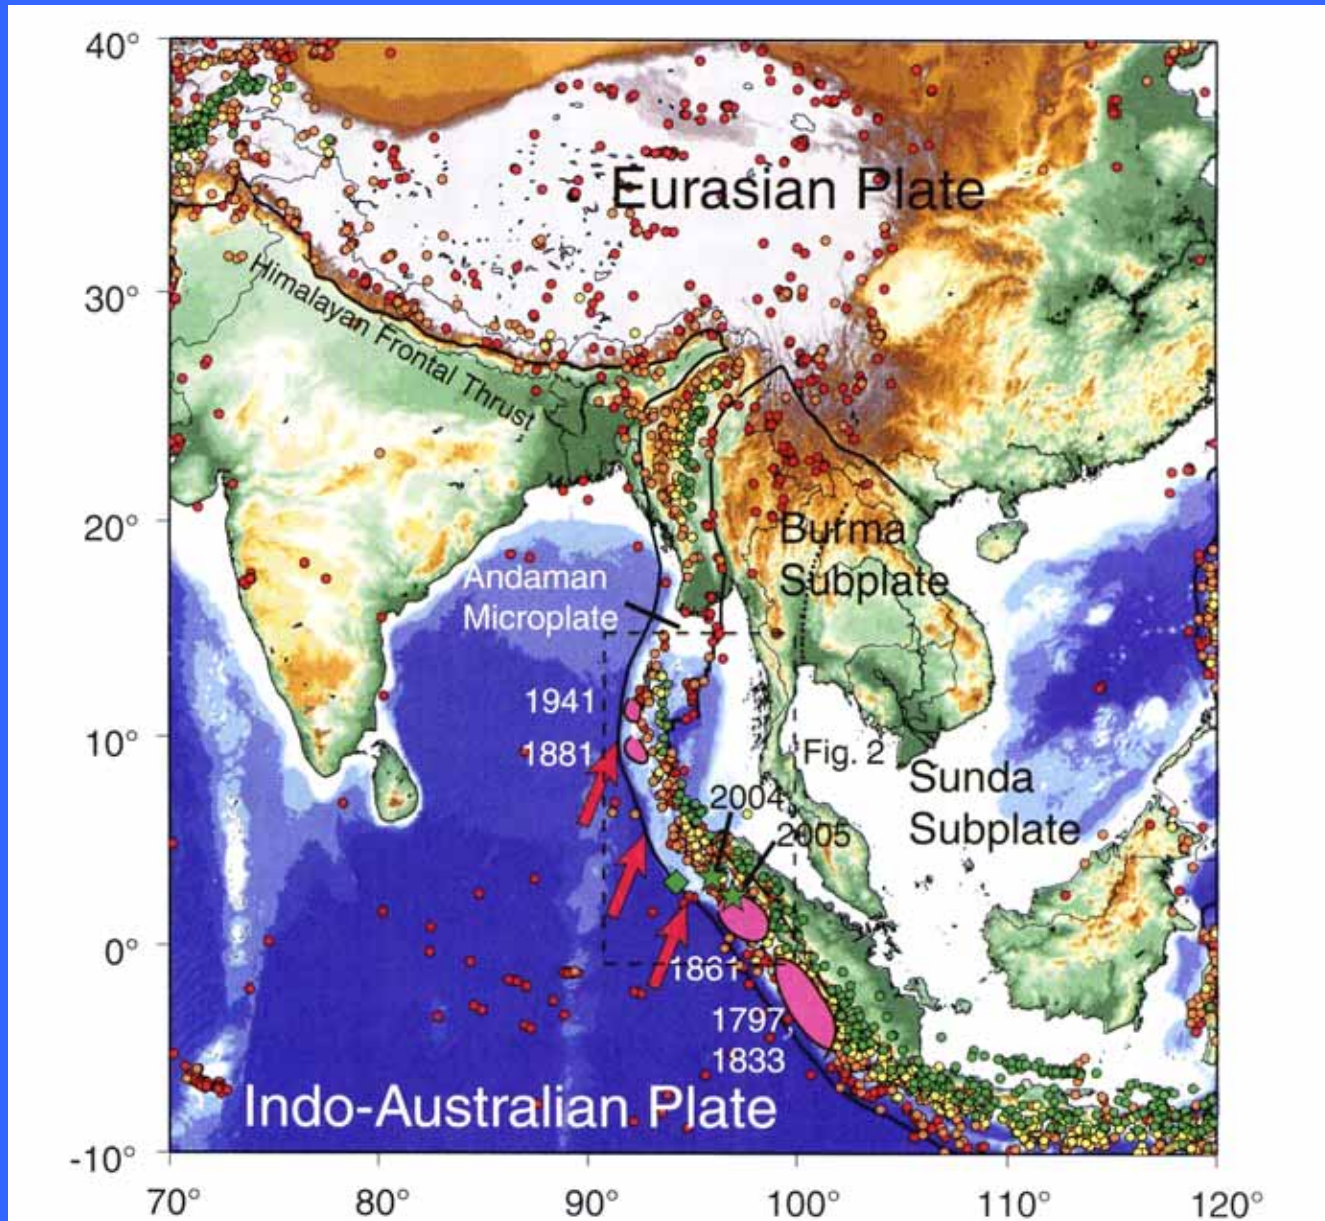 40°
Eurasian Plate
30°
Himalayan Frontal Thrust
20°
Burma
Subplate
Andaman
Microplate
1941
10°
1881
Fig. 2
Sunda
Subplate
2004
2005
0°
1861
1797,
1833
Indo-Australian Plate
-10°
70°
80°
90°
100°
110°
120°